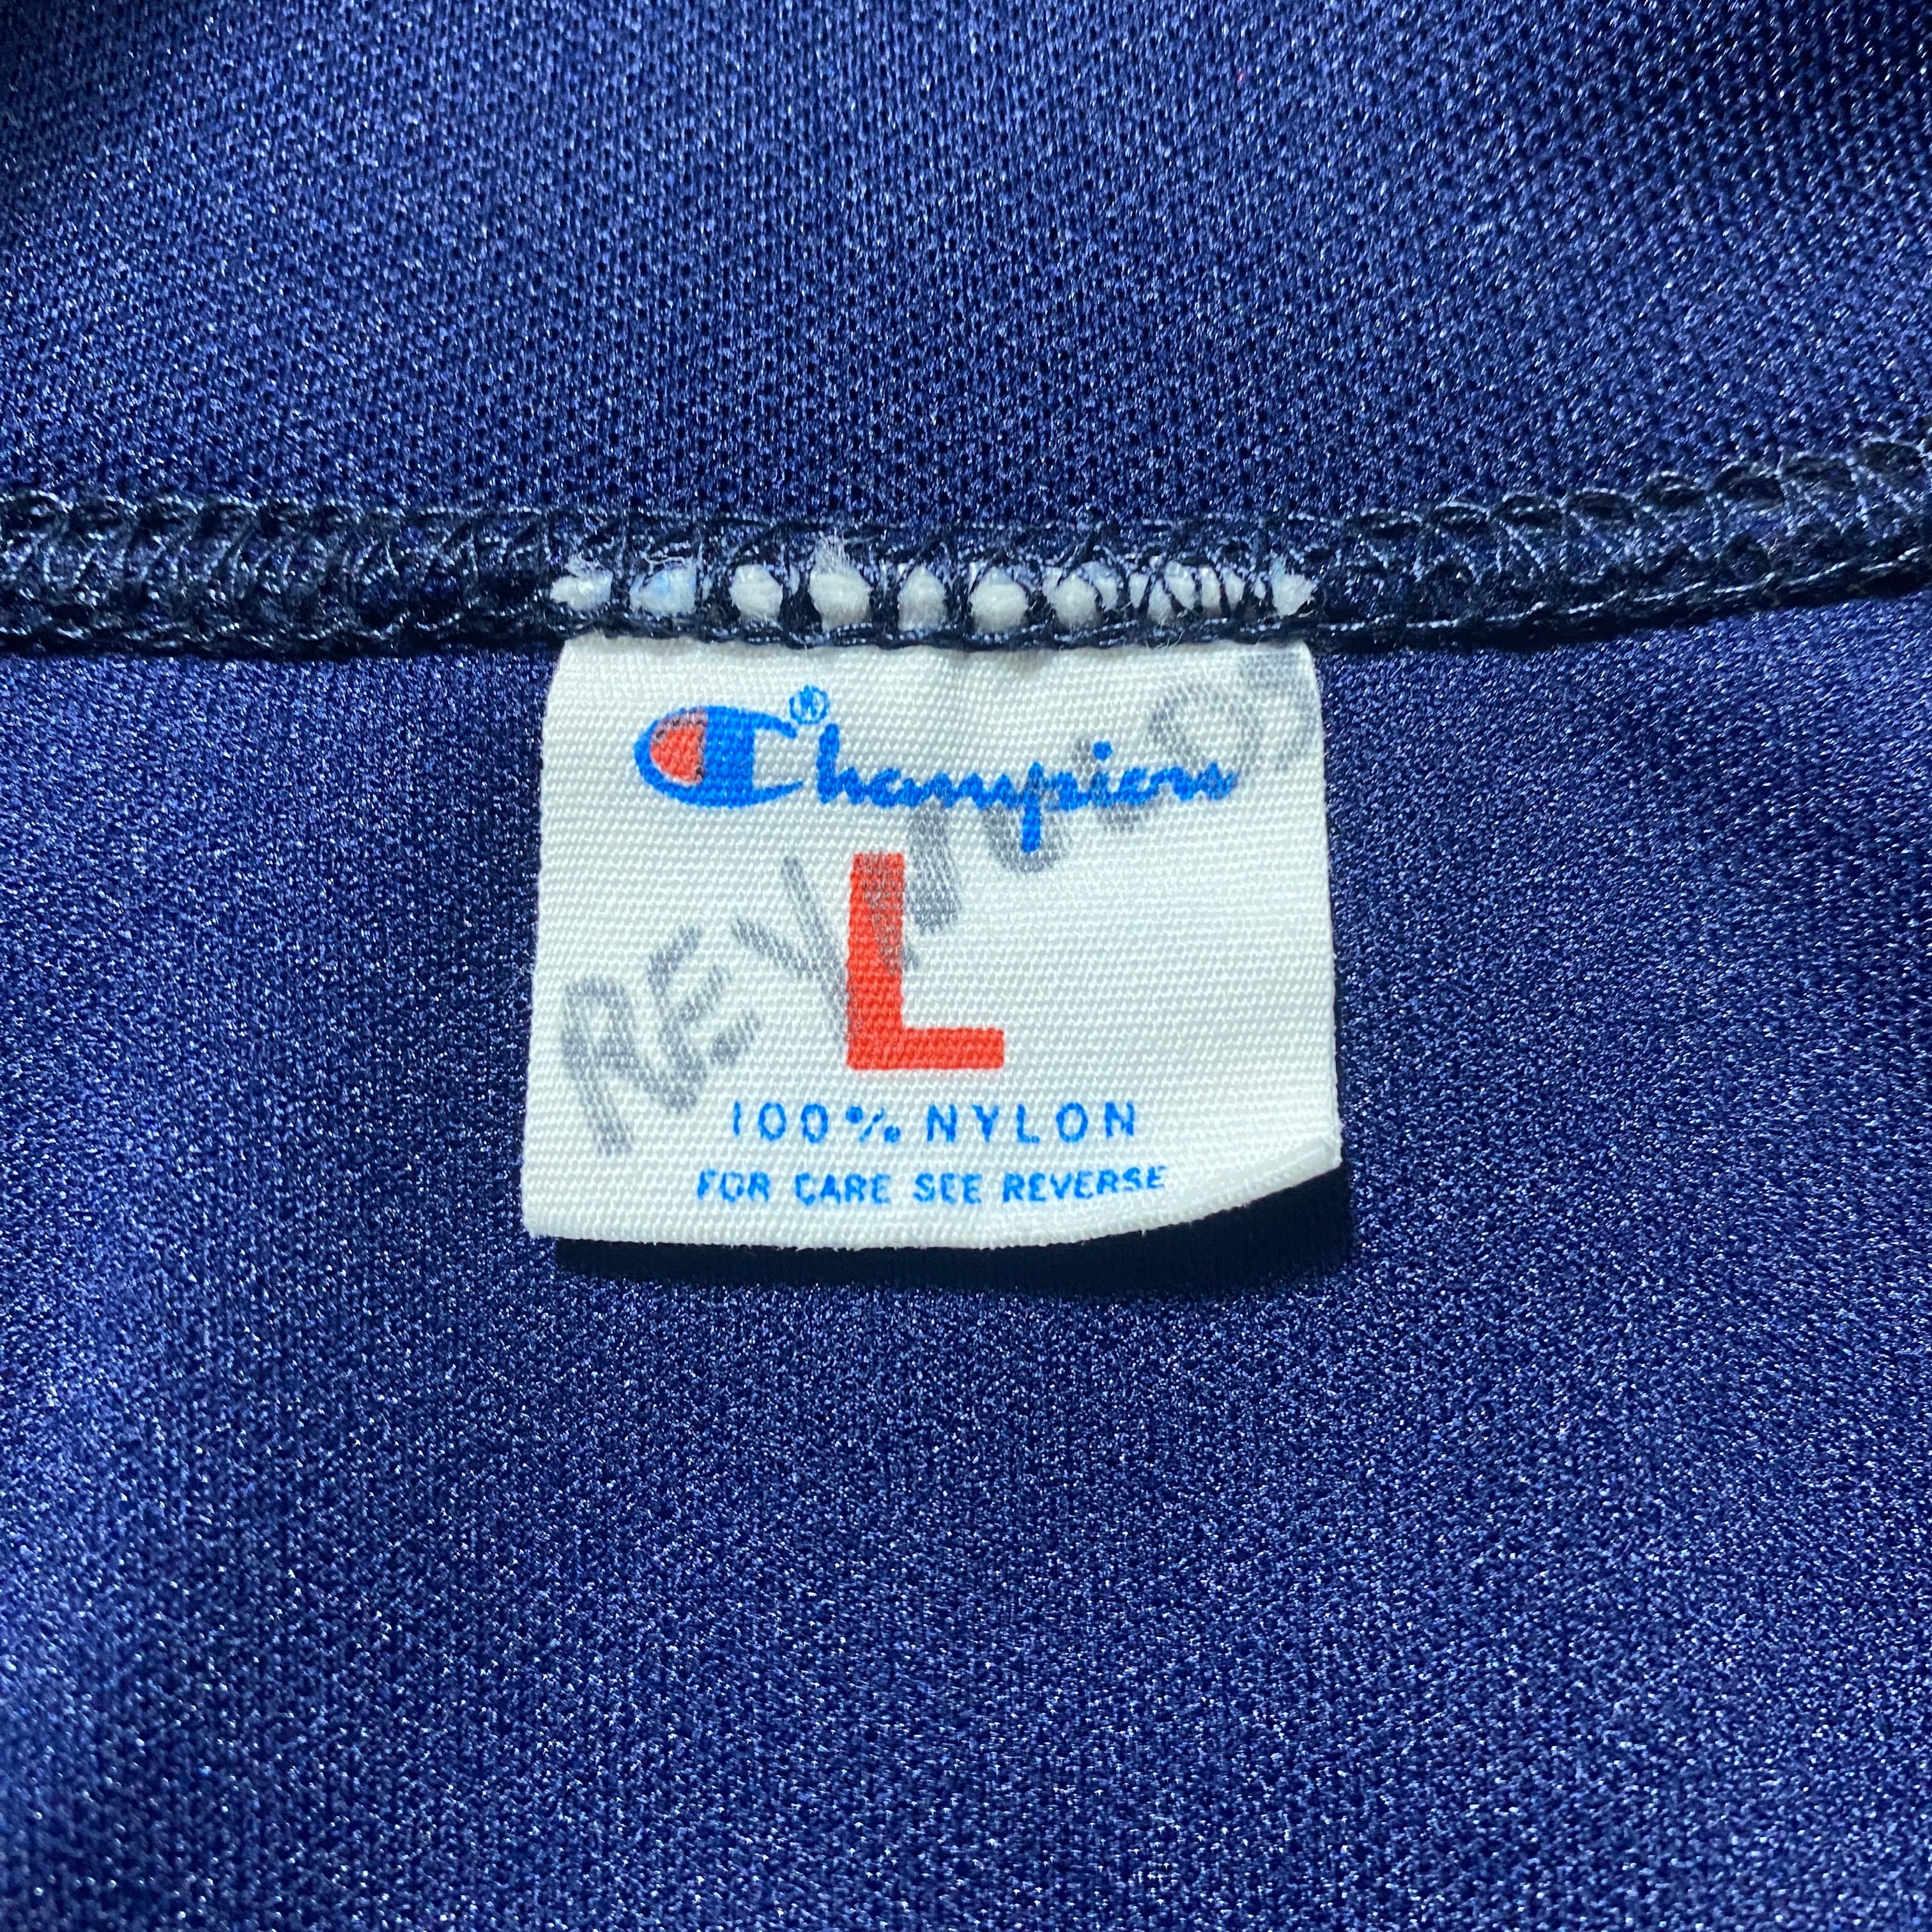 Champion®
L
100% NYLON
FOR CARE SEE REVERSE